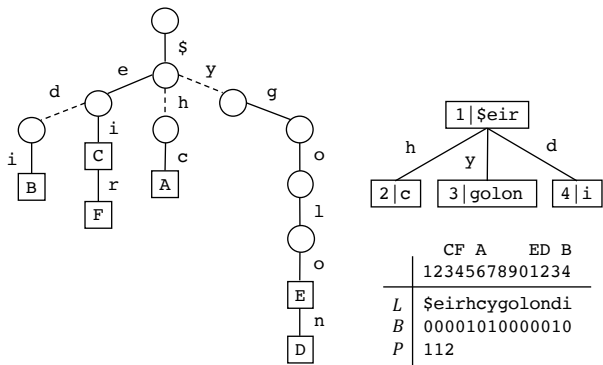 $
e
y
d
g
h
i
c
i
o
C
B
A
r
l
F
o
E
n
D
1|$eir
h
y
d
2|c
3|golon
4|i
CF A ED B
12345678901234
L $eirhcygolondi
B 00001010000010
P 112